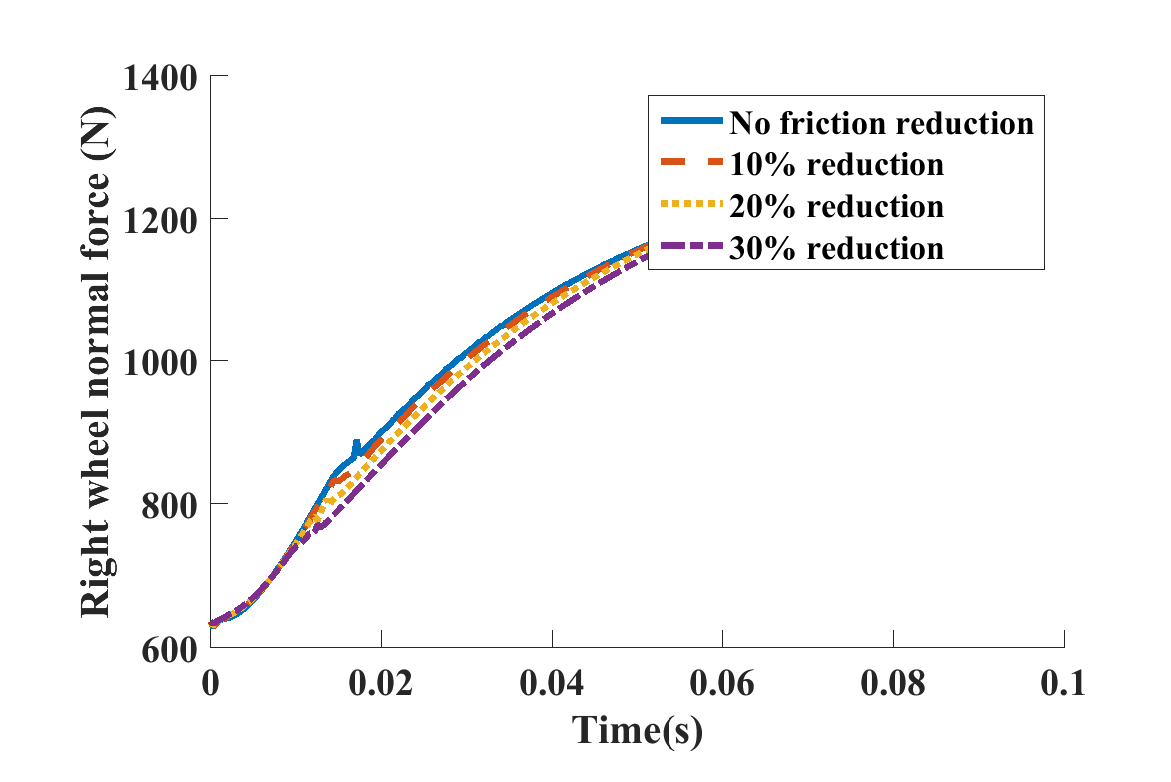 1400
1200
1000
800
600
Right wheel normal force (N)
No friction reduction
10% reduction
20% reduction
30% reduction
0
0.02
0.04
0.06
0.08
0.1
Time(s)